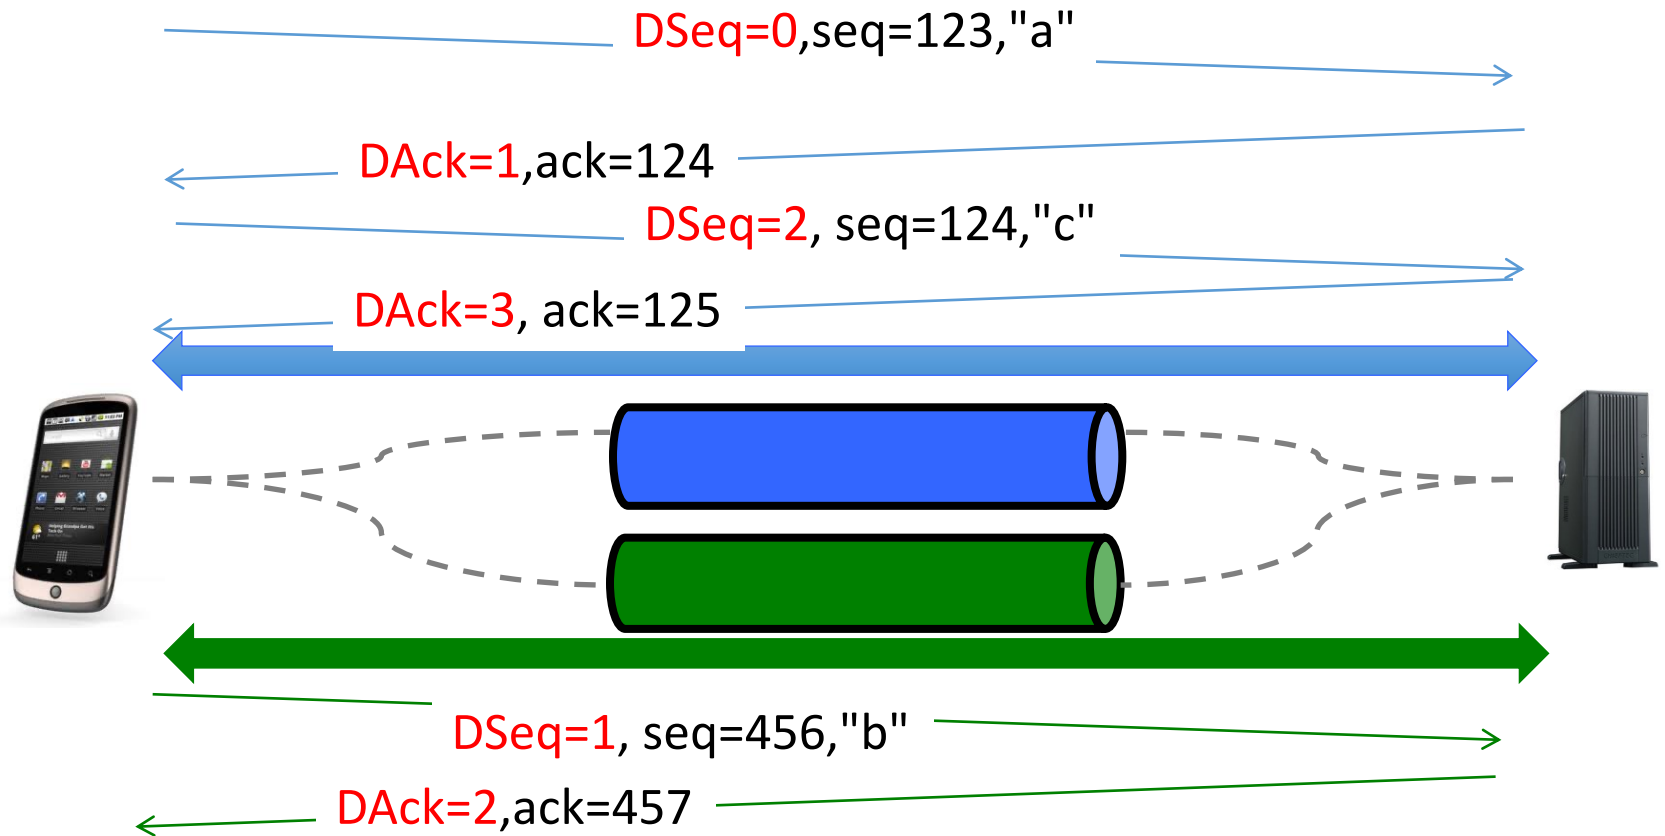 DSeq=0,seq=123,"a"
DAck=1,ack=124
DSeq=2, seq=124,"c"
DAck=3, ack=125
DSeq=1, seq=456,"b"
DAck=2,ack=457